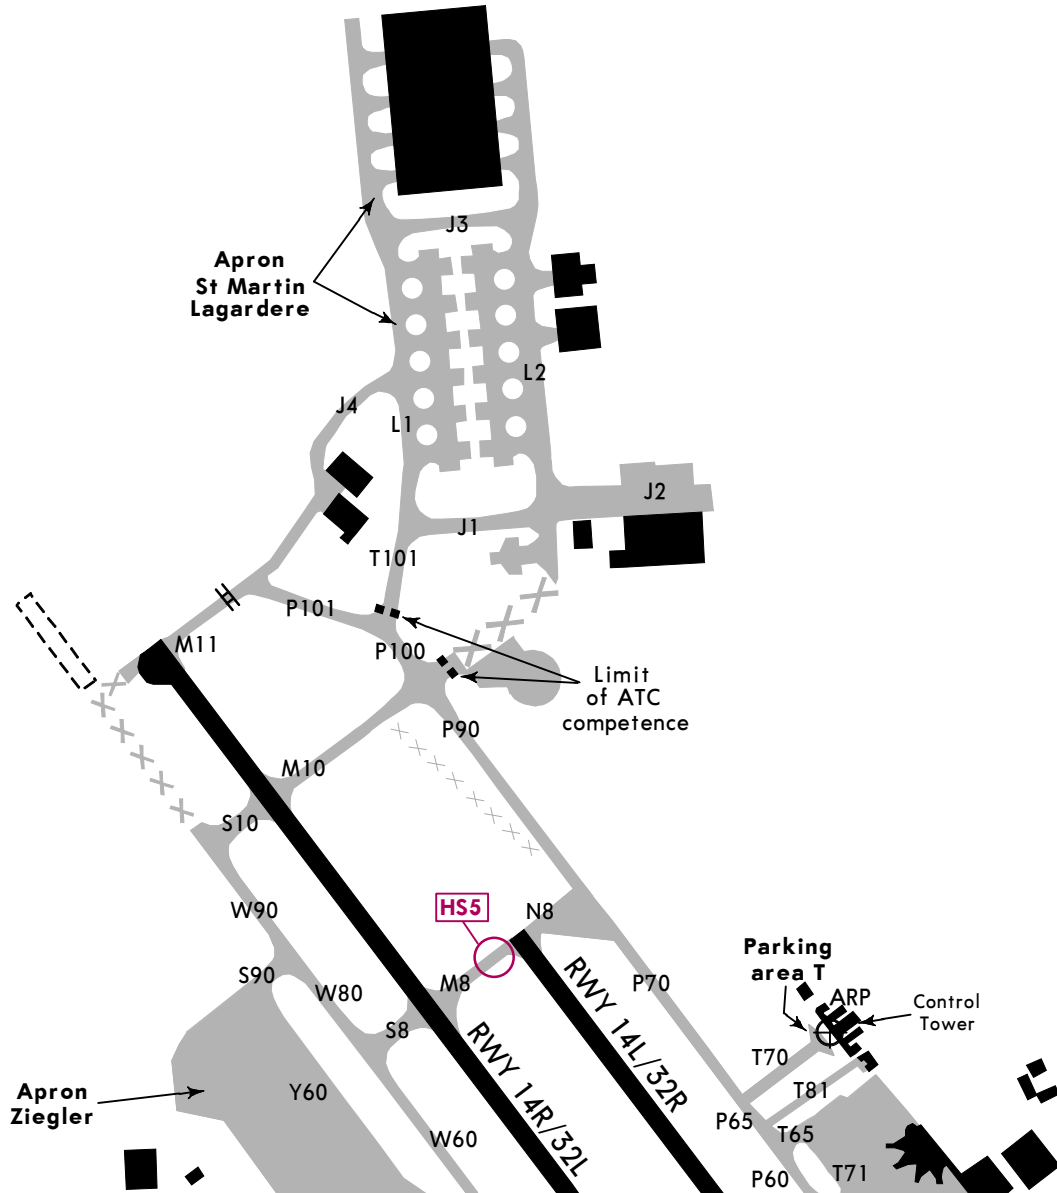 J3
Apron
St Martin
Lagardere
L2
J4
L1
J2
J1
T101
P101
M11
P100
Limit
of ATC
competence
P90
M10
S10
HS5
N8
W90
Parking
area T
S90
M8
P70
W80
ARP
Control
Tower
S8
RWY 14L/32R
RWY 14R/32L
T70
Apron
Ziegler
Y60
T81
P65
T65
W60
T71
P60